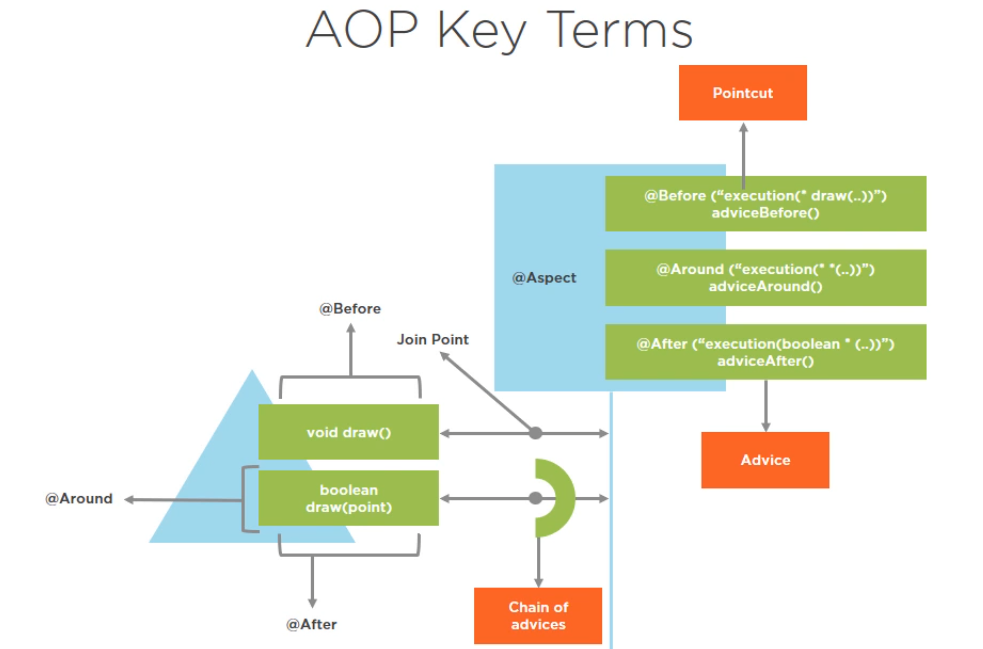 AOP Key Terms
Pointcut
@Before (“execution(* draw(..))”)
adviceBefore()
@Around (“execution(* *(..))”)
adviceAround()
@Aspect
@After (“execution(boolean * (..))”)
adviceAfter()
@Before
Join Point
void draw()
Advice
boolean
draw(point)
@Around
Chain of
advices
@After